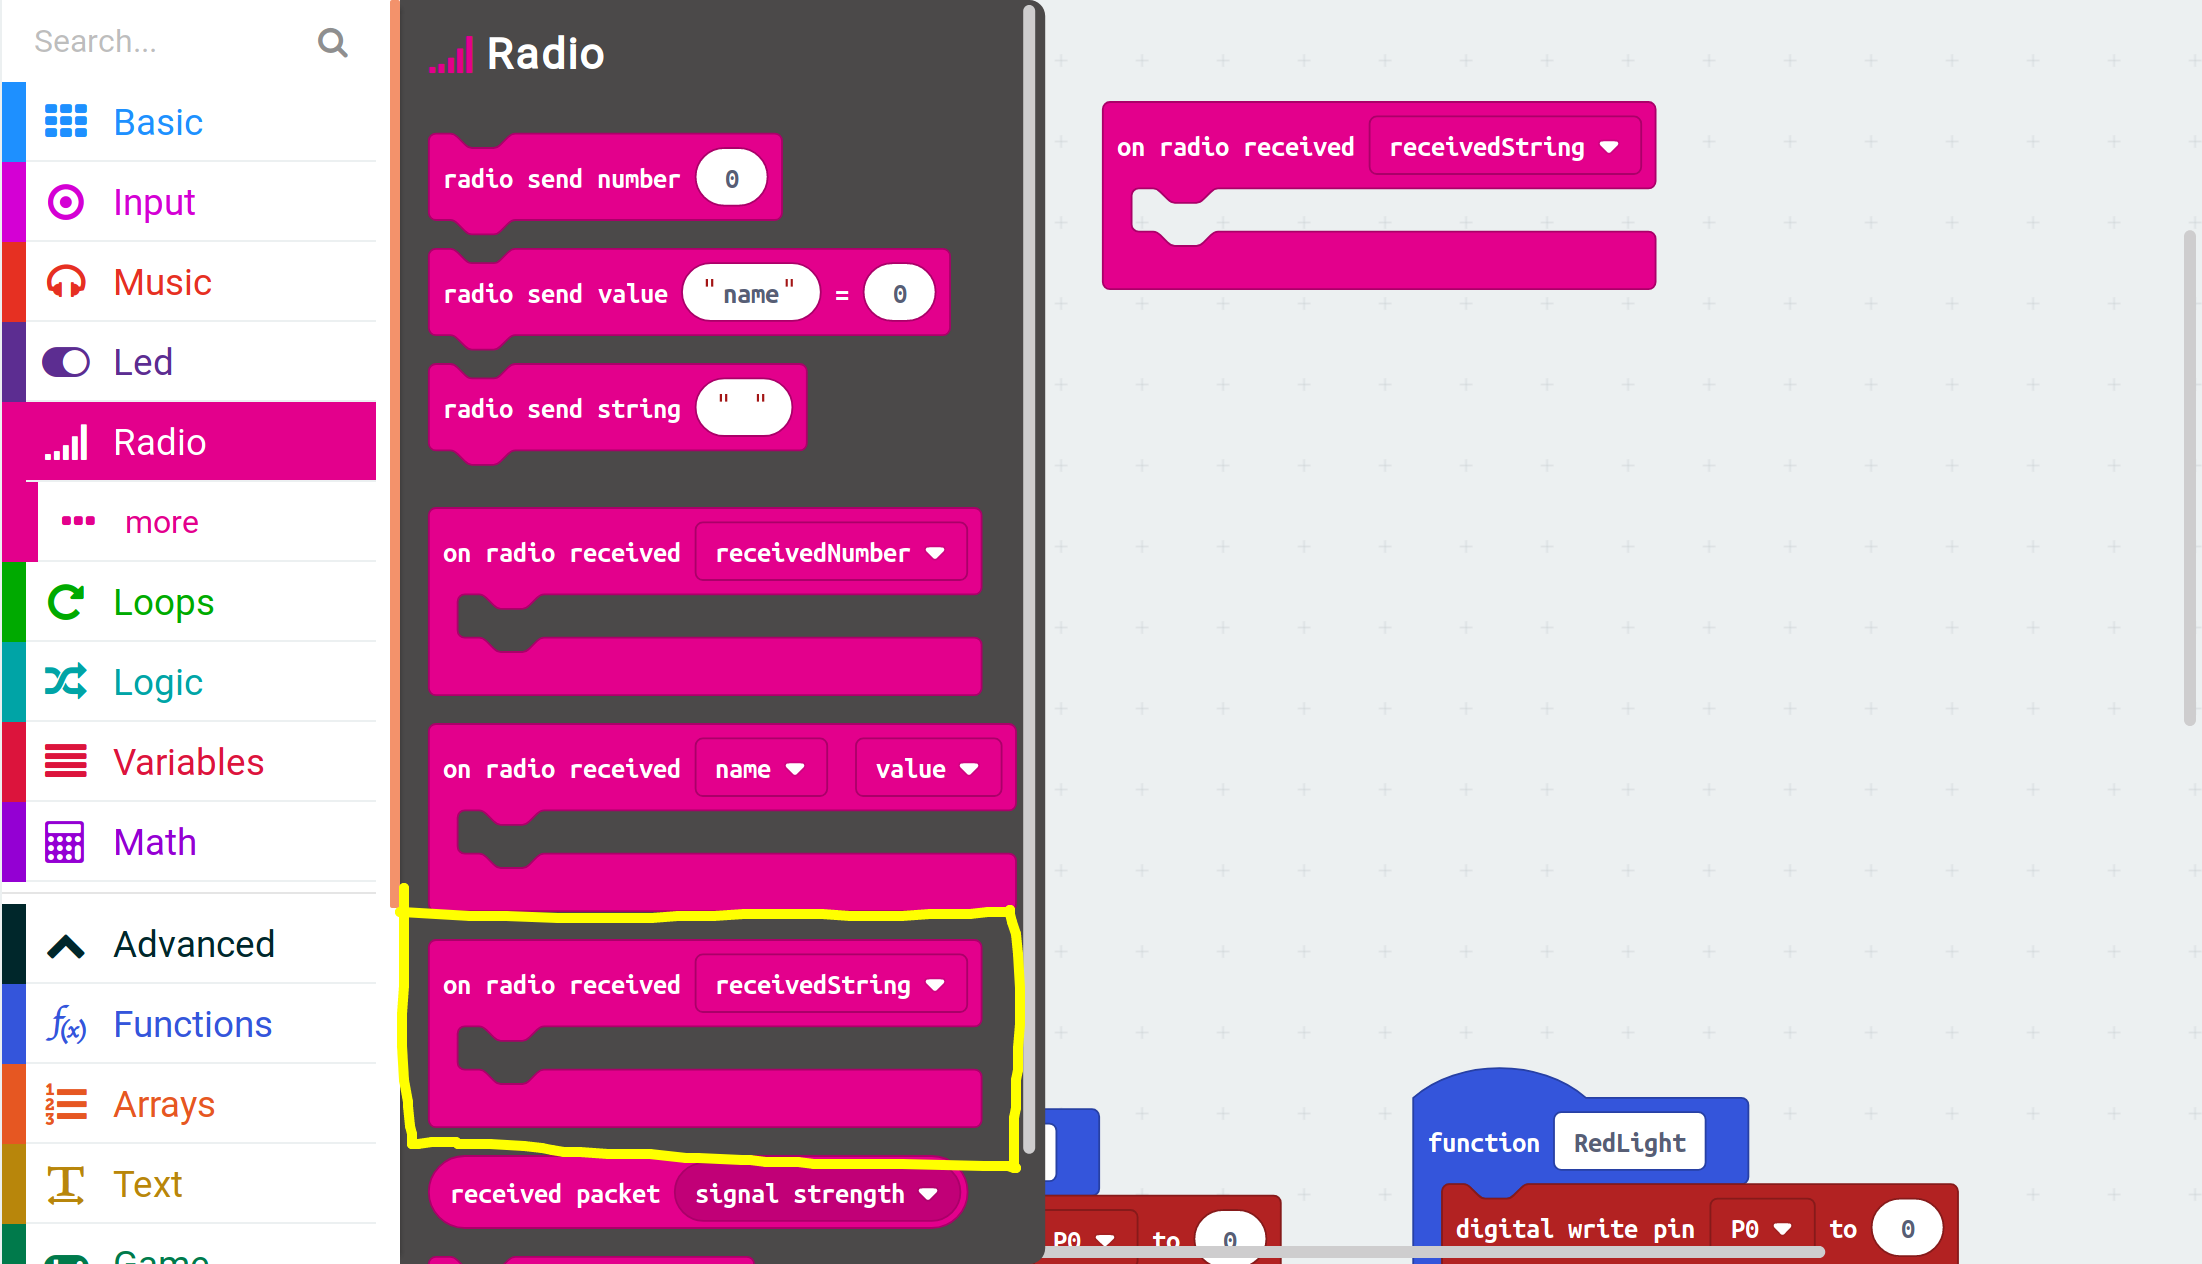 Search...
Basic
Input
Music
Led
Radio
more
Loops
Logic
Variables
Math
Advanced
Functions
Arrays
Text
Game
Radio
radio send number 0
radio send value "name" = 0
radio send string " "
on radio received receivedNumber
on radio received name value
on radio received receivedString
received packet signal strength
on radio received receivedString
P0 to 0
function RedLight
digital write pin P0 to 0